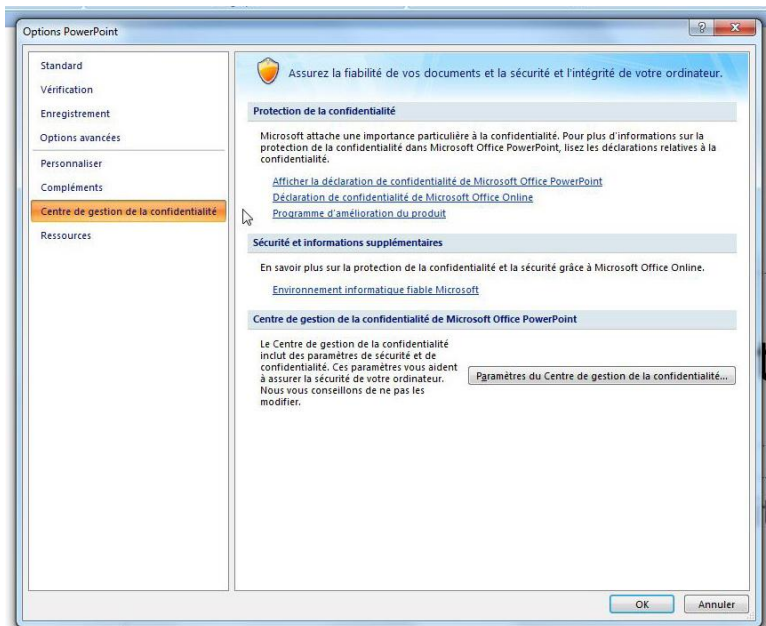 Options PowerPoint
Standard
Vérification
Enregistrement
Options avancées
Personnaliser
Compléments
Centre de gestion de la confidentialité
Ressources
Assurez la fiabilité de vos documents et la sécurité et l'intégrité de votre ordinateur.
Protection de la confidentialité
Microsoft attache une importance particulière à la confidentialité. Pour plus d'informations sur la
protection de la confidentialité dans Microsoft Office PowerPoint, lisez les déclarations relatives à la
confidentialité.
Afficher la déclaration de confidentialité de Microsoft Office PowerPoint
Déclaration de confidentialité de Microsoft Office Online
Programme d'amélioration du produit
Sécurité et informations supplémentaires
En savoir plus sur la protection de la confidentialité et la sécurité grâce à Microsoft Office Online.
Environnement informatique fiable Microsoft
Centre de gestion de la confidentialité de Microsoft Office PowerPoint
Le Centre de gestion de la confidentialité
inclut des paramètres de sécurité et de
confidentialité. Ces paramètres vous aident
à assurer la sécurité de votre ordinateur.
Nous vous conseillons de ne pas les
modifier.
Paramètres du Centre de gestion de la confidentialité...
OK
Annuler